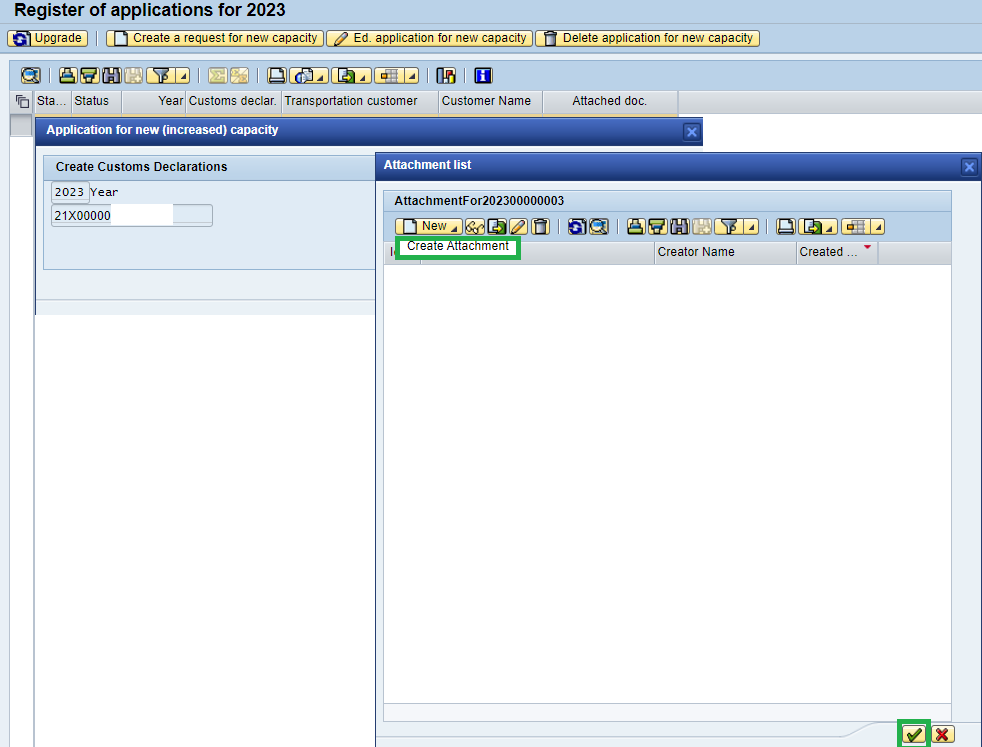 Register of applications for 2023
Upgrade
Create a request for new capacity
Ed. application for new capacity
Delete application for new capacity
Sta... Status Year Customs declar. Transportation customer Customer Name Attached doc.
Application for new (increased) capacity
Create Customs Declarations
2023 Year
21X00000
Attachment list
AttachmentFor202300000003
New
Create Attachment
Creator Name Created ...